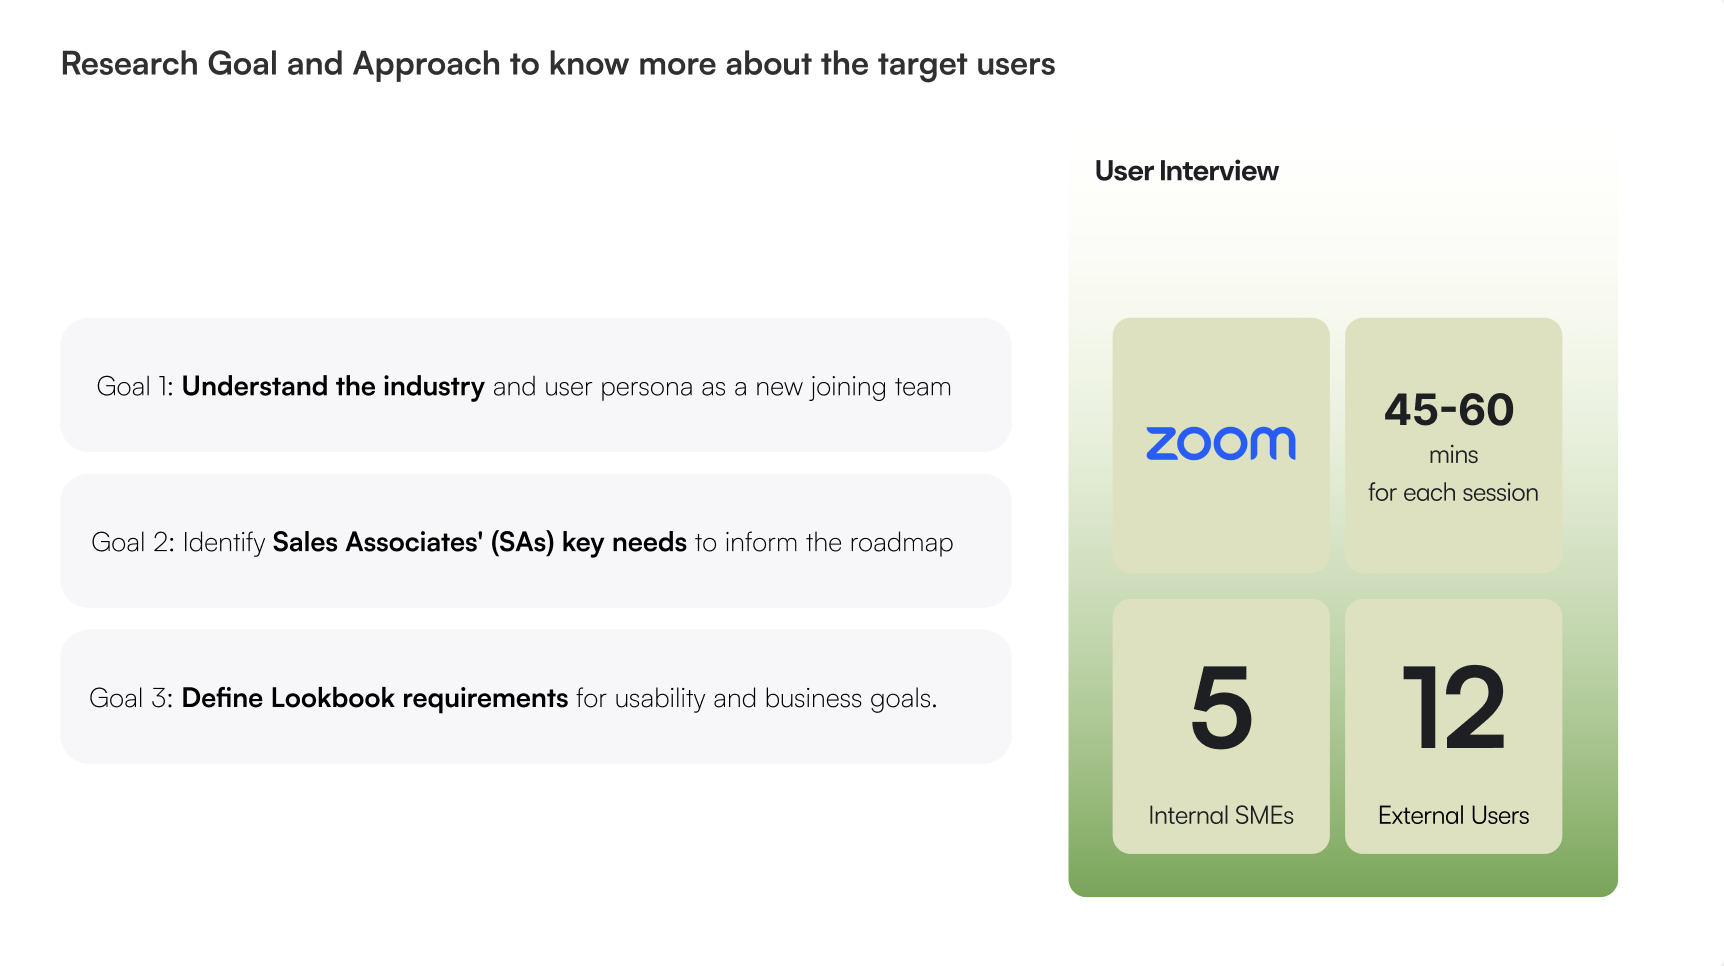 Research Goal and Approach to know more about the target users
User Interview
Goal 1: Understand the industry and user persona as a new joining team
Goal 2: Identify Sales Associates' (SAs) key needs to inform the roadmap
Goal 3: Define Lookbook requirements for usability and business goals.
zoom
45-60
mins
for each session
5
Internal SMEs
12
External Users